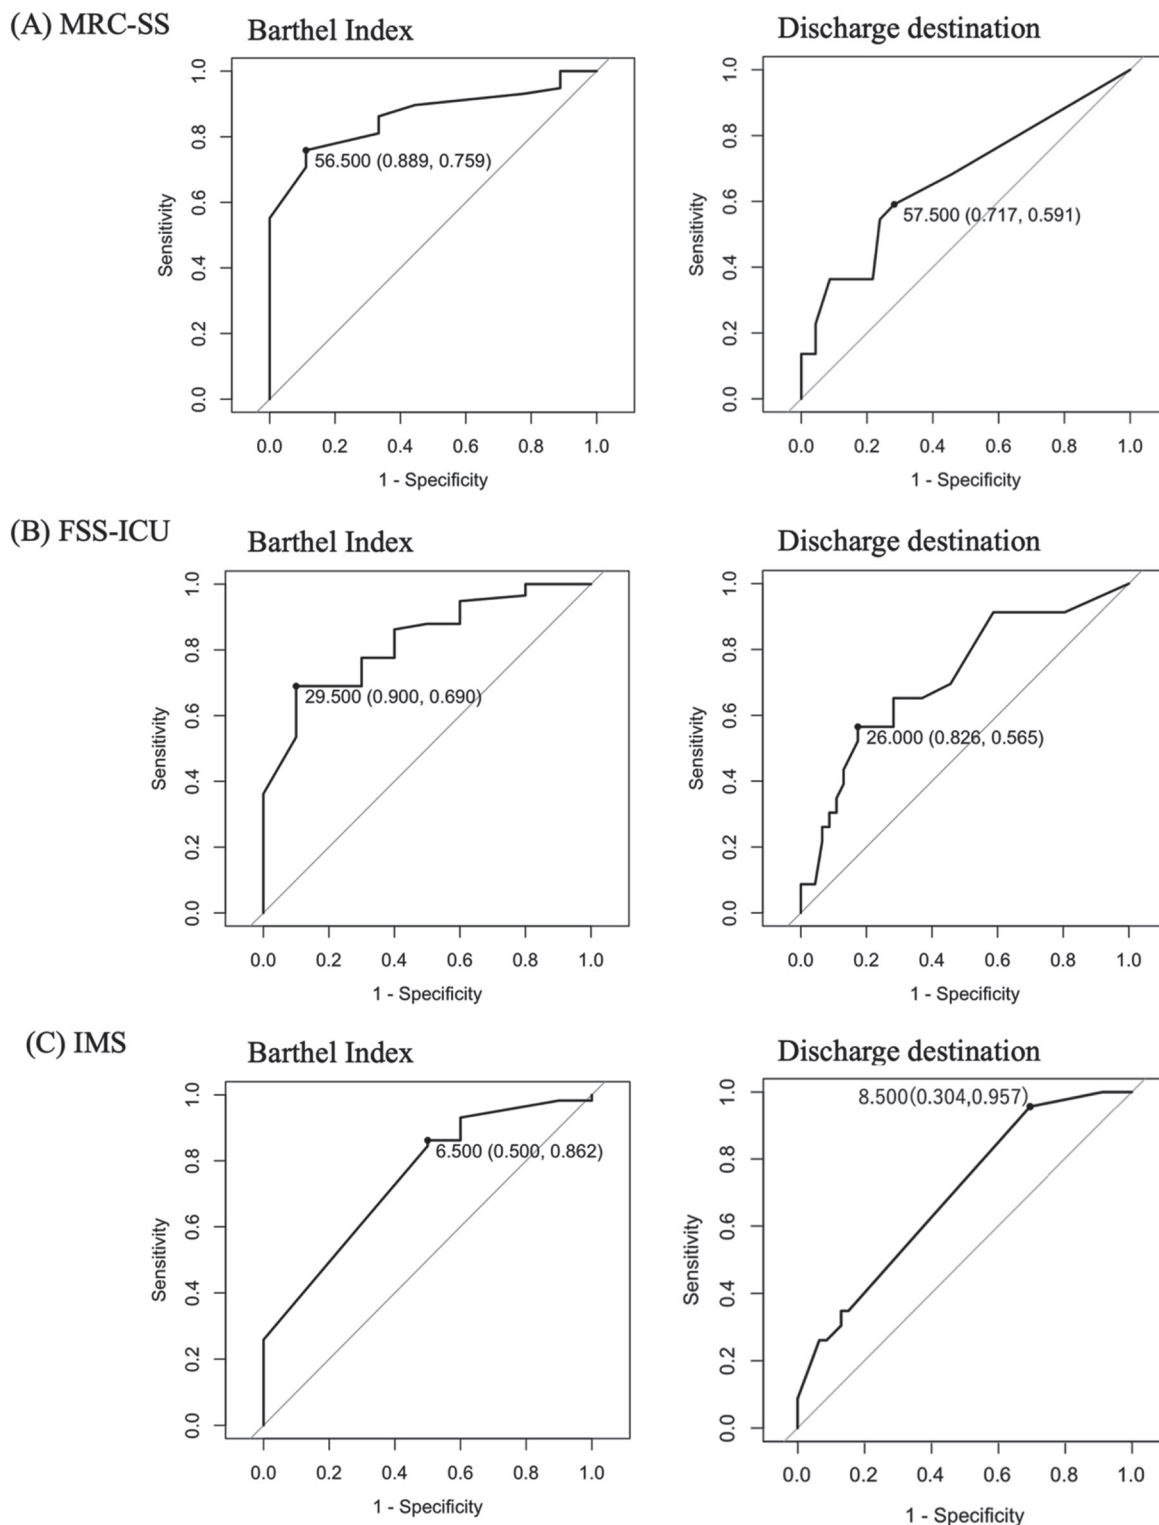 (A) MRC-SS
Barthel Index
Discharge destination
Sensitivity
1.0
0.8
0.6
0.4
0.2
0.0
56.500 (0.889, 0.759)
0.0 0.2 0.4 0.6 0.8 1.0
1 - Specificity
Sensitivity
1.0
0.8
0.6
0.4
0.2
0.0
57.500 (0.717, 0.591)
0.0 0.2 0.4 0.6 0.8 1.0
1 - Specificity
(B) FSS-ICU
Barthel Index
Discharge destination
Sensitivity
1.0
0.8
0.6
0.4
0.2
0.0
29.500 (0.900, 0.690)
0.0 0.2 0.4 0.6 0.8 1.0
1 - Specificity
Sensitivity
1.0
0.8
0.6
0.4
0.2
0.0
26.000 (0.826, 0.565)
0.0 0.2 0.4 0.6 0.8 1.0
1 - Specificity
(C) IMS
Barthel Index
Discharge destination
Sensitivity
1.0
0.8
0.6
0.4
0.2
0.0
6.500 (0.500, 0.862)
0.0 0.2 0.4 0.6 0.8 1.0
1 - Specificity
Sensitivity
1.0
0.8
0.6
0.4
0.2
0.0
8.500(0.304,0.957)
0.0 0.2 0.4 0.6 0.8 1.0
1 - Specificity